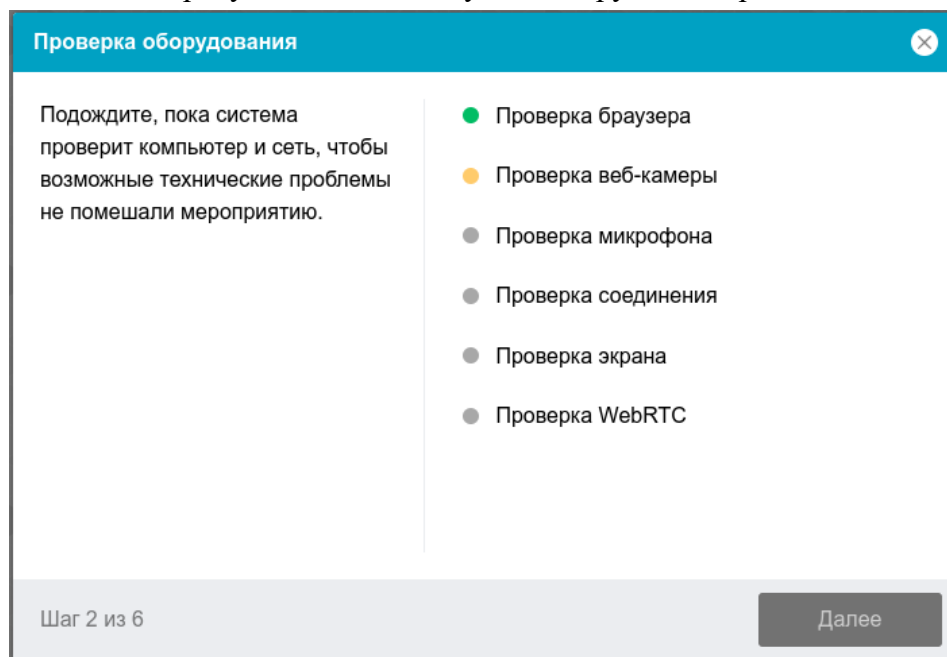 Проверка оборудования
Подождите, пока система
проверит компьютер и сеть, чтобы
возможные технические проблемы
не помешали мероприятию.
Проверка браузера
Проверка веб-камеры
Проверка микрофона
Проверка соединения
Проверка экрана
Проверка WebRTC
Шаг 2 из 6
Далее